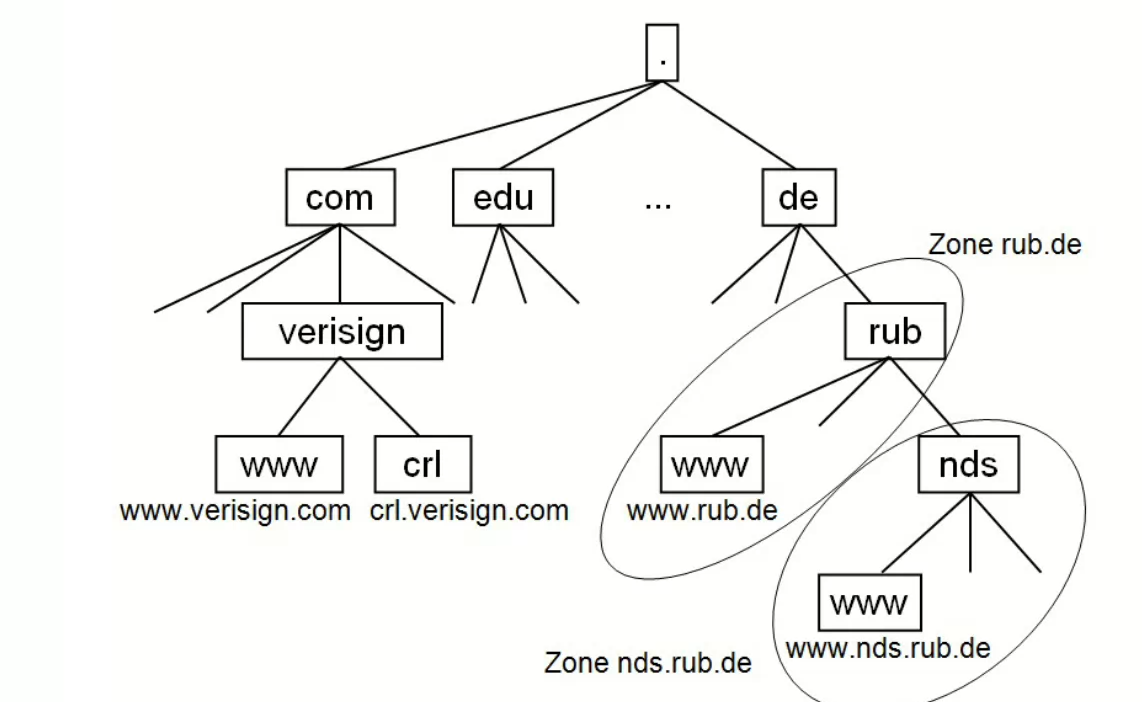 .
com
edu
...
de
Zone rub.de
verisign
rub
www
crl
www
nds
www.verisign.com
crl.verisign.com
www.rub.de
www
www.nds.rub.de
Zone nds.rub.de